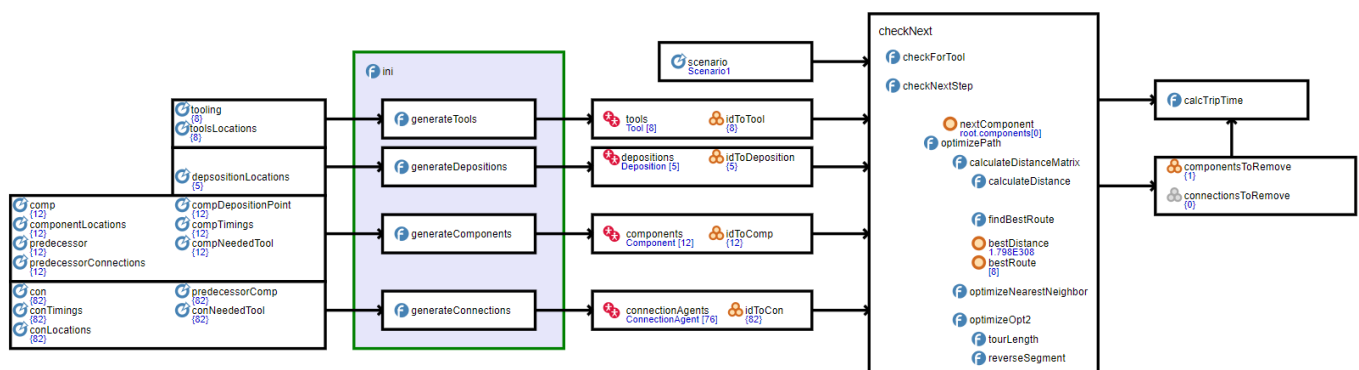 tooling
{8}
toolsLocations
{8}
depsositionLocations
{5}
comp
{12}
componentLocations
{12}
predecessor
{12}
predecessorConnections
{12}
compDepositionPoint
{12}
compTimings
{12}
compNeededTool
{12}
con
{82}
conTimings
{82}
conLocations
{82}
predecessorComp
{82}
conNeededTool
{82}
ini
generateTools
generateDepositions
generateComponents
generateConnections
scenario
Scenario1
tools
Tool [8]
idToTool
{8}
depositions
Deposition [5]
idToDeposition
{5}
components
Component [12]
idToComp
{12}
connectionAgents
ConnectionAgent [76]
idToCon
{82}
checkNext
checkForTool
checkNextStep
nextComponent
root.components[0]
optimizePath
calculateDistanceMatrix
calculateDistance
findBestRoute
bestDistance
1.798E308
bestRoute
[8]
optimizeNearestNeighbor
optimizeOpt2
tourLength
reverseSegment
calcTripTime
componentsToRemove
{1}
connectionsToRemove
{0}